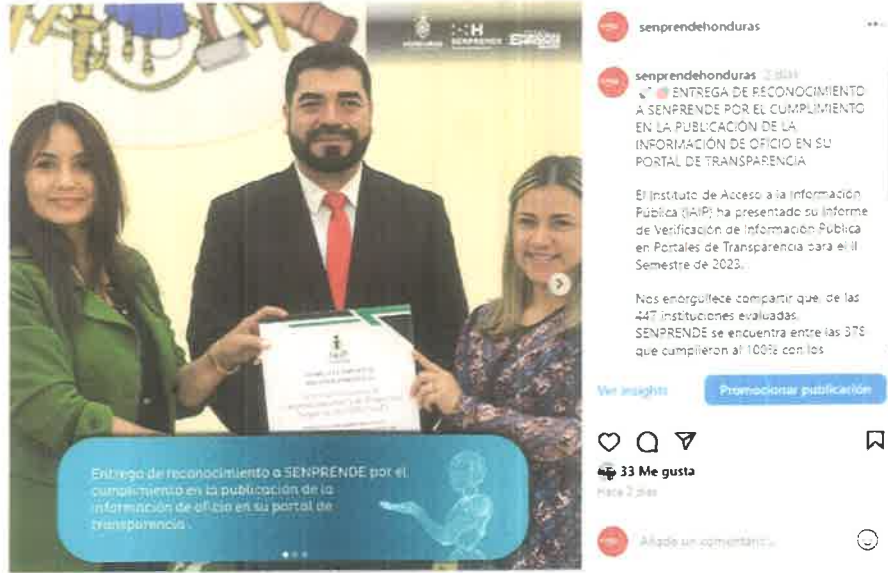 HONDURAS
SENPRENDE
Entrega de reconocimiento a SENPRENDE por el
cumplimiento en la publicación de la
información de oficio en su portal de
transparencia.
senprendehonduras
senprendehonduras 2 días
ENTREGA DE RECONOCIMIENTO
A SENPRENDE POR EL CUMPLIMIENTO
EN LA PUBLICACIÓN DE LA
INFORMACIÓN DE OFICIO EN SU
PORTAL DE TRANSPARENCIA
El Instituto de Acceso a la Información
Pública (IAIP) ha presentado su Informe
de Verificación de Información Pública
en Portales de Transparencia para el II
Semestre de 2023.
Nos enorgullece compartir que, de las
447 instituciones evaluadas,
SENPRENDE se encuentra entre las 378
que cumplieron al 100% con los
Ver insights
Promocionar publicación
33 Me gusta
Hace 2 días
Añade un comentario...